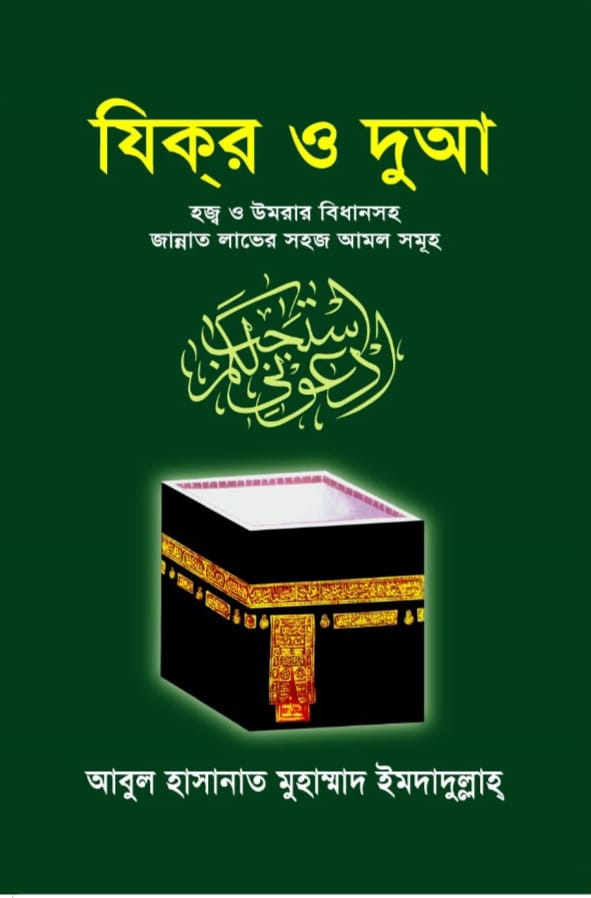 যিক্‌র ও দুআ
হজ্ব ও উমরার বিধানসহ
জান্নাত লাভের সহজ আমল সমূহ
ادعوني أستجب لكم
আবুল হাসানাত মুহাম্মাদ ইমদাদুল্লাহ্